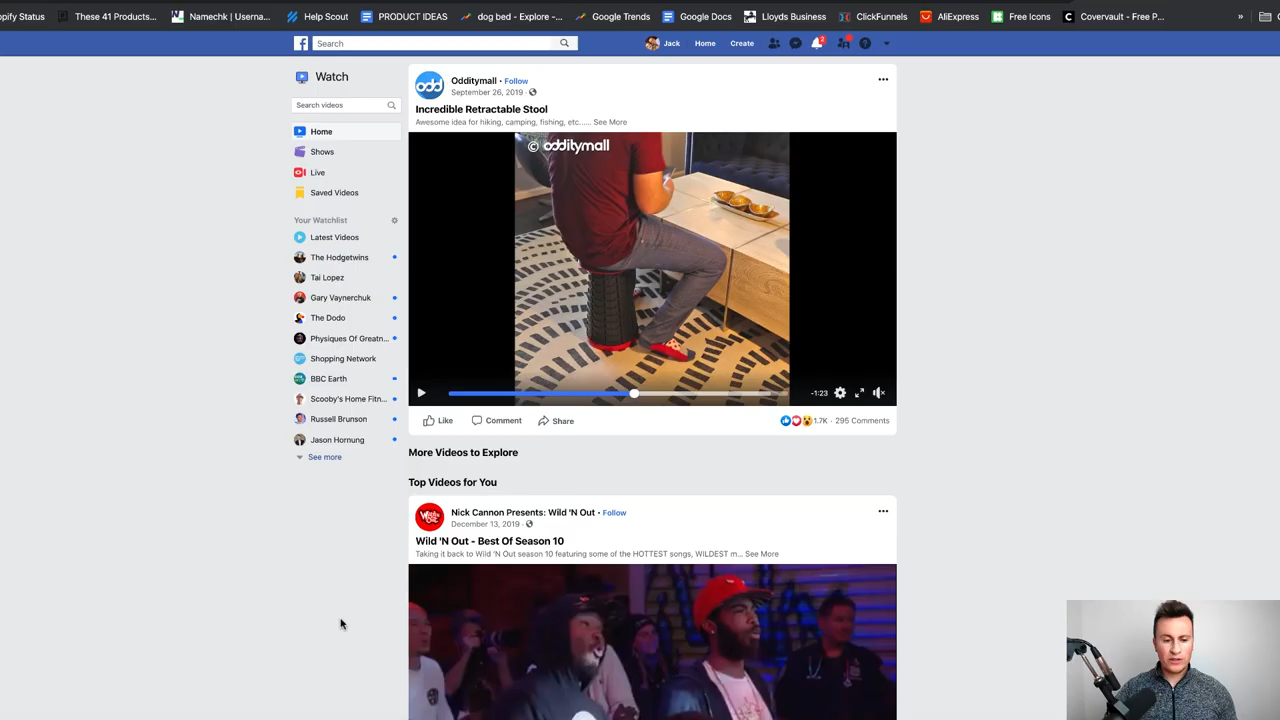 opify Status These 41 Products... Namechk | Userna... Help Scout PRODUCT IDEAS dog bed - Explore -... Google Trends Google Docs Lloyds Business ClickFunnels AliExpress Free Icons Covervault - Free P... »
Search Jack Home Create 2
Watch
Search videos
Home
Shows
Live
Saved Videos
Your Watchlist
Latest Videos
The Hodgetwins
Tai Lopez
Gary Vaynerchuk
The Dodo
Physiques Of Greatn...
Shopping Network
BBC Earth
Scooby's Home Fitn...
Russell Brunson
Jason Hornung
See more
odd
Odditymall · Follow
September 26, 2019 ·
Incredible Retractable Stool
Awesome idea for hiking, camping, fishing, etc..... See More
© odditymall
-1:23
Like Comment Share 1.7K · 295 Comments
More Videos to Explore
Top Videos for You
Nick Cannon Presents: Wild 'N Out · Follow
December 13, 2019 ·
Wild 'N Out - Best Of Season 10
Taking it back to Wild 'N Out season 10 featuring some of the HOTTEST songs, WILDEST m... See More